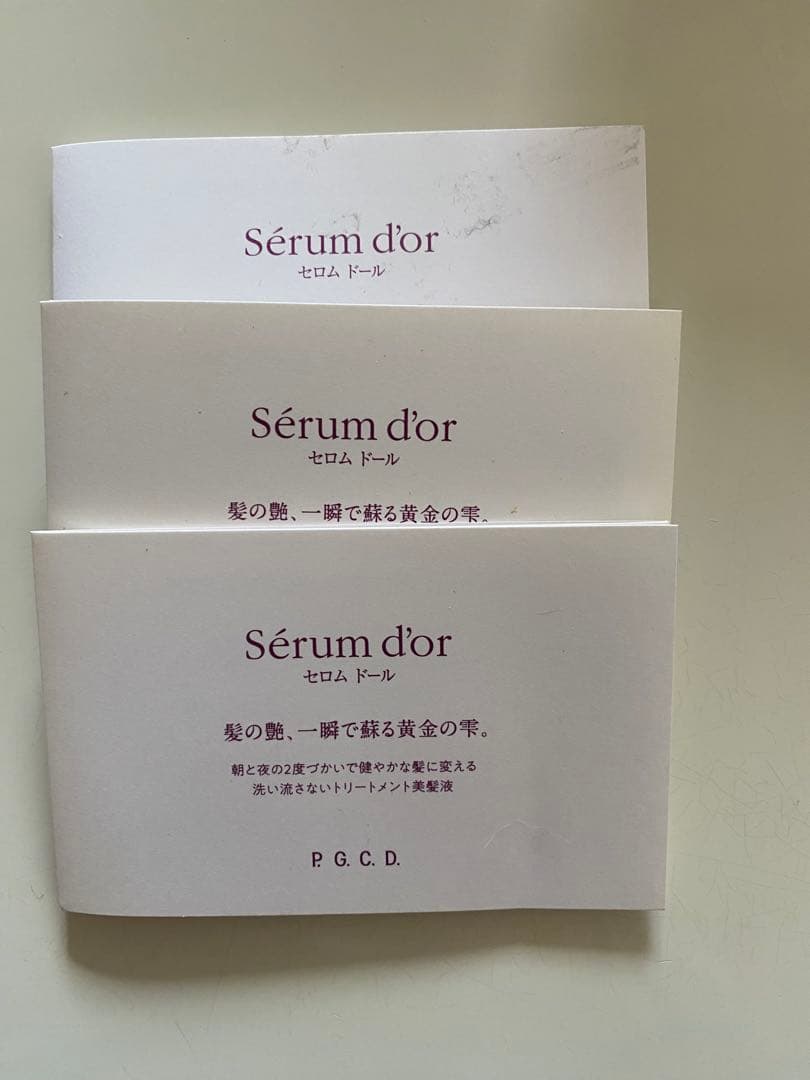 Sérum d'or
セロム ドール
Sérum d'or
セロム ドール
髪の艶、一瞬で蘇る黄金の雫。
Sérum d'or
セロム ドール
髪の艶、一瞬で蘇る黄金の雫。
朝と夜の2度づかいで健やかな髪に変える
洗い流さないトリートメント美髪液
P. G. C. D.